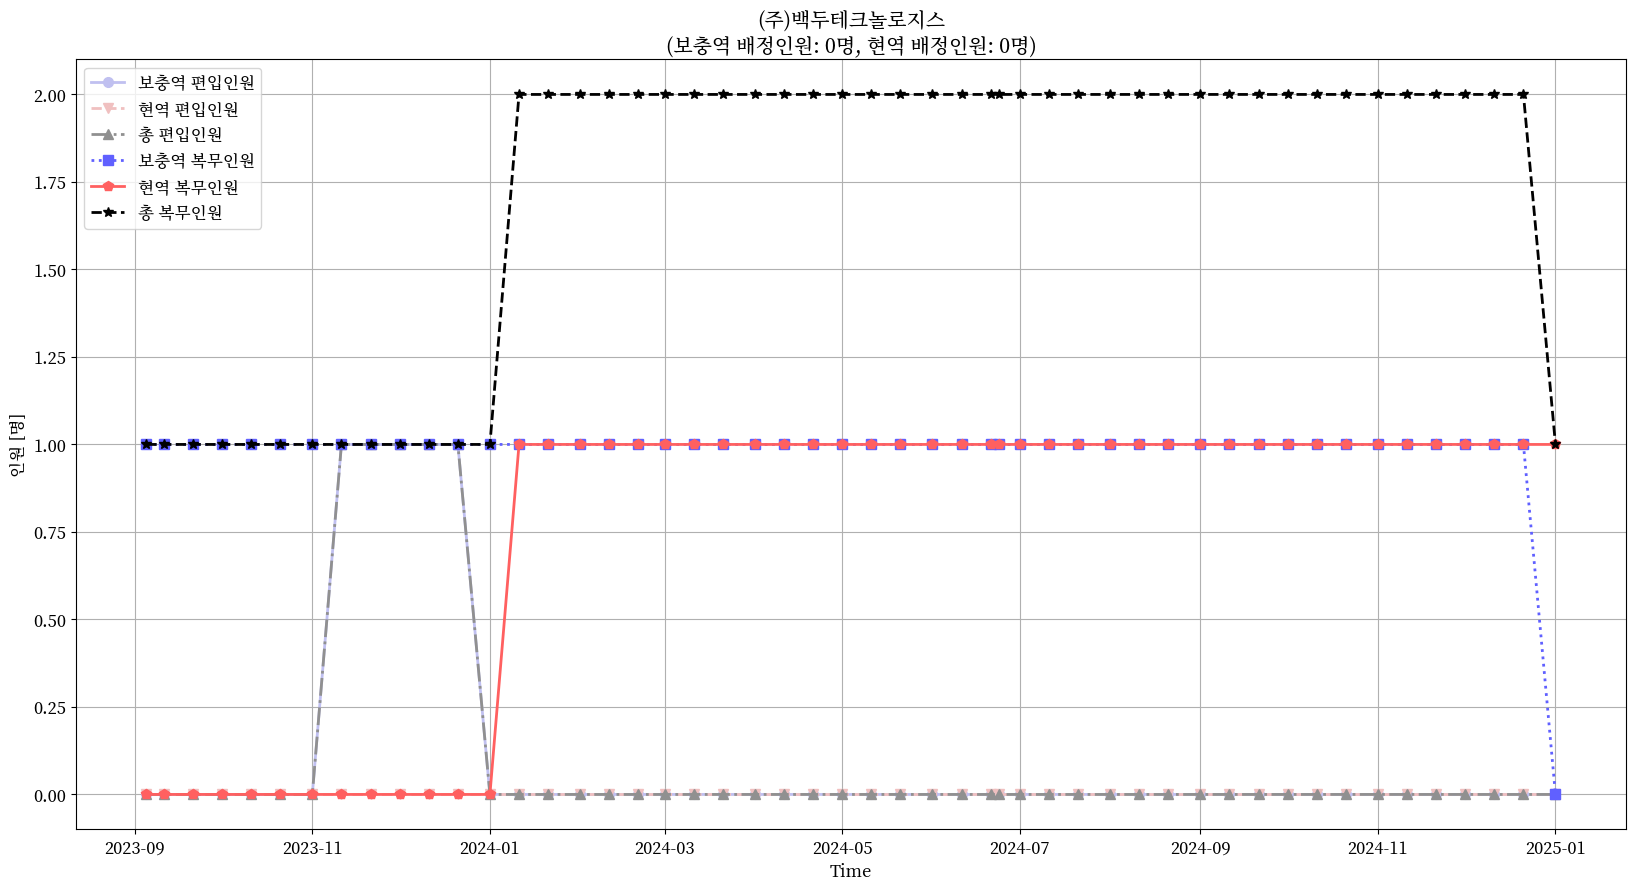 (주)백두테크놀로지스
(보충역 배정인원: 0명, 현역 배정인원: 0명)
보충역 편입인원
현역 편입인원
총 편입인원
보충역 복무인원
현역 복무인원
총 복무인원
인원 [명]
2.00
1.75
1.50
1.25
1.00
0.75
0.50
0.25
0.00
2023-09 2023-11 2024-01 2024-03 2024-05 2024-07 2024-09 2024-11 2025-01
Time